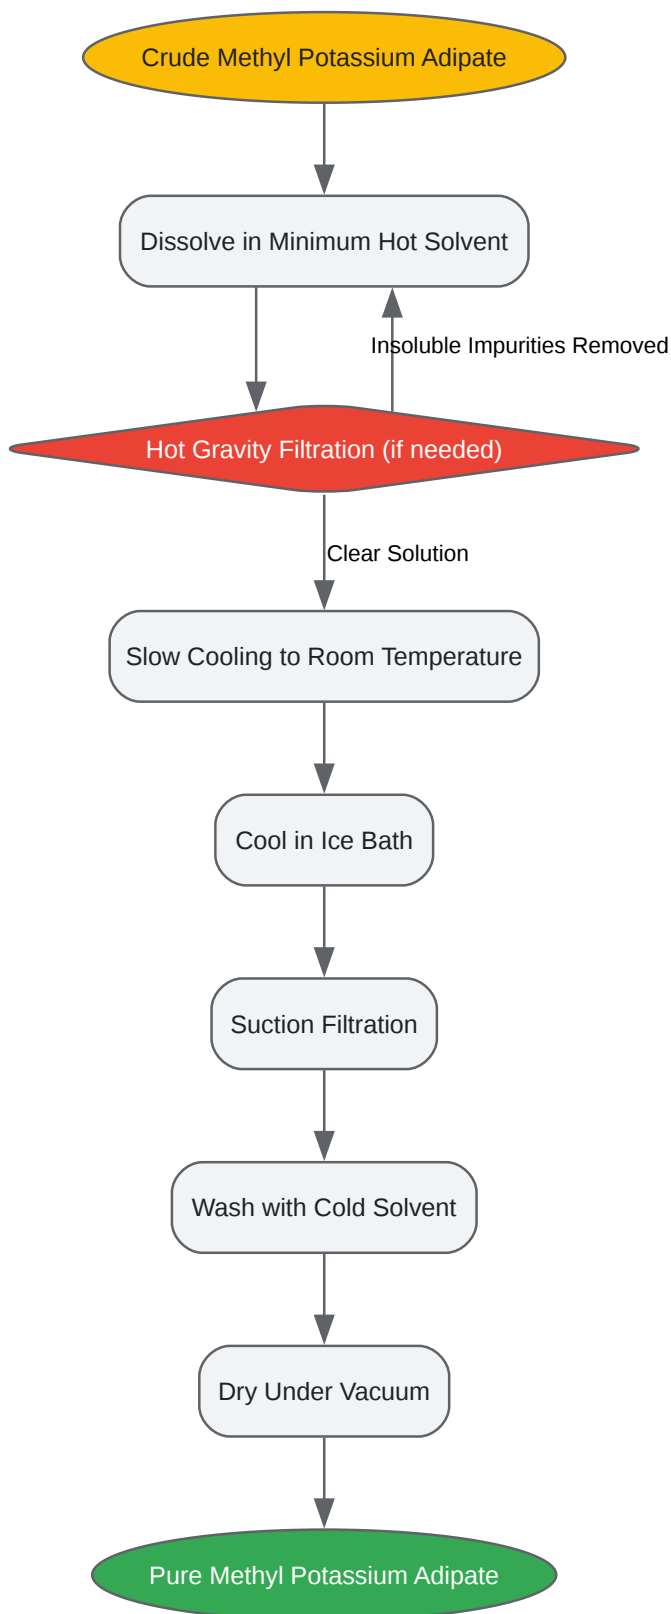 Crude Methyl Potassium Adipate
Dissolve in Minimum Hot Solvent
Insoluble Impurities Removed
Hot Gravity Filtration (if needed)
Clear Solution
Slow Cooling to Room Temperature
Cool in Ice Bath
Suction Filtration
Wash with Cold Solvent
Dry Under Vacuum
Pure Methyl Potassium Adipate